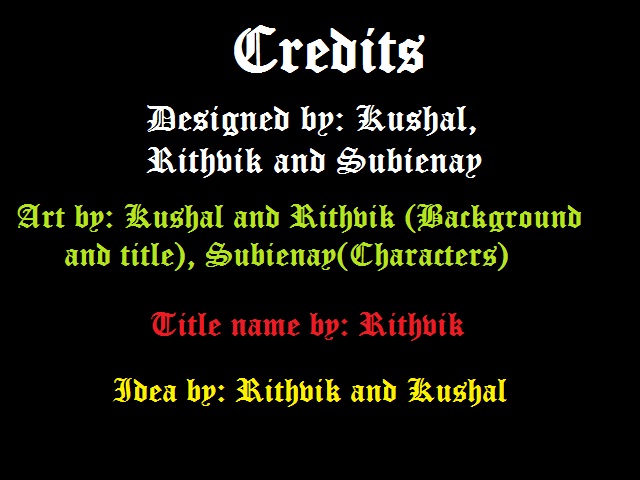 Credits
Designed by: Kushal,
Rithvik and Subienay
Art by: Kushal and Rithvik (Background
and title), Subienay(Characters)
Title name by: Rithvik
Idea by: Rithvik and Kushal